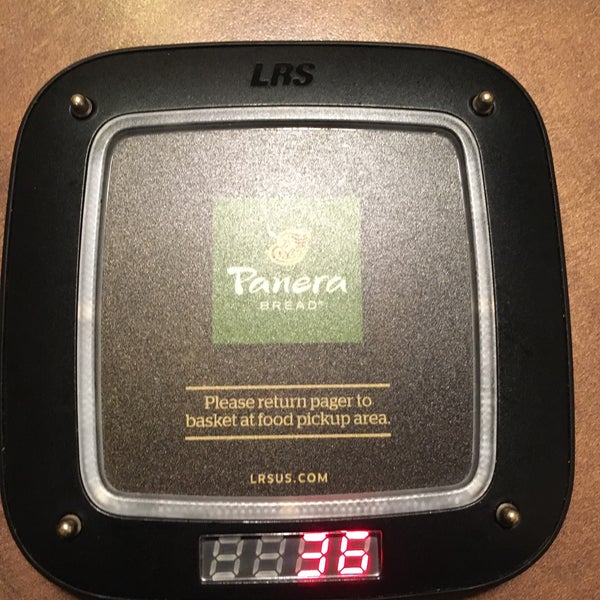 LRS
Panera
BREAD®
Please return pager to
basket at food pickup area.
LRSUS.COM
36